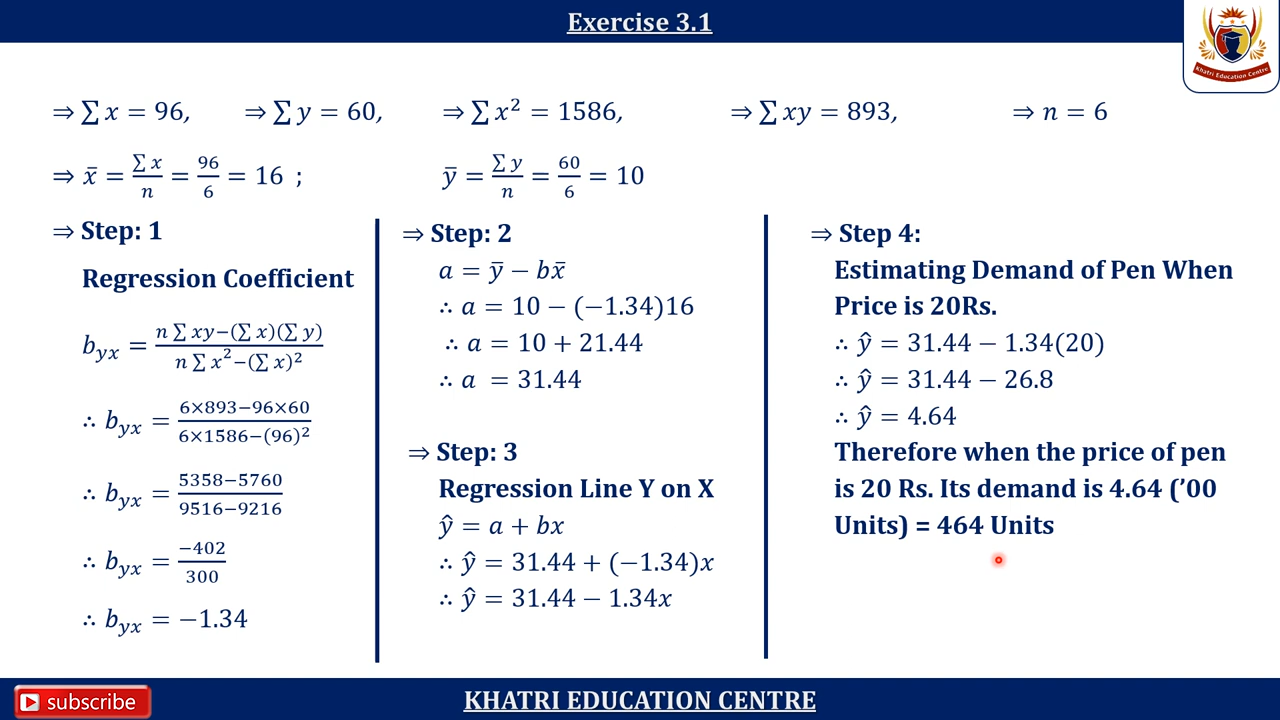 Exercise 3.1
Khatri Education Centre
⇒ ∑x = 96, ⇒ ∑y = 60, ⇒ ∑x² = 1586, ⇒ ∑xy = 893, ⇒ n = 6
⇒ x̄ = ∑x/n = 96/6 = 16 ; ȳ = ∑y/n = 60/6 = 10
⇒ Step: 1
Regression Coefficient
b_yx = (n∑xy−(∑x)(∑y))/(n∑x²−(∑x)²)
∴ b_yx = (6×893−96×60)/(6×1586−(96)²)
∴ b_yx = (5358−5760)/(9516−9216)
∴ b_yx = −402/300
∴ b_yx = −1.34
⇒ Step: 2
a = ȳ − bx̄
∴ a = 10 − (−1.34)16
∴ a = 10 + 21.44
∴ a = 31.44
⇒ Step: 3
Regression Line Y on X
ŷ = a + bx
∴ ŷ = 31.44 + (−1.34)x
∴ ŷ = 31.44 − 1.34x
⇒ Step 4:
Estimating Demand of Pen When
Price is 20Rs.
∴ ŷ = 31.44 − 1.34(20)
∴ ŷ = 31.44 − 26.8
∴ ŷ = 4.64
Therefore when the price of pen
is 20 Rs. Its demand is 4.64 (’00
Units) = 464 Units
subscribe
KHATRI EDUCATION CENTRE